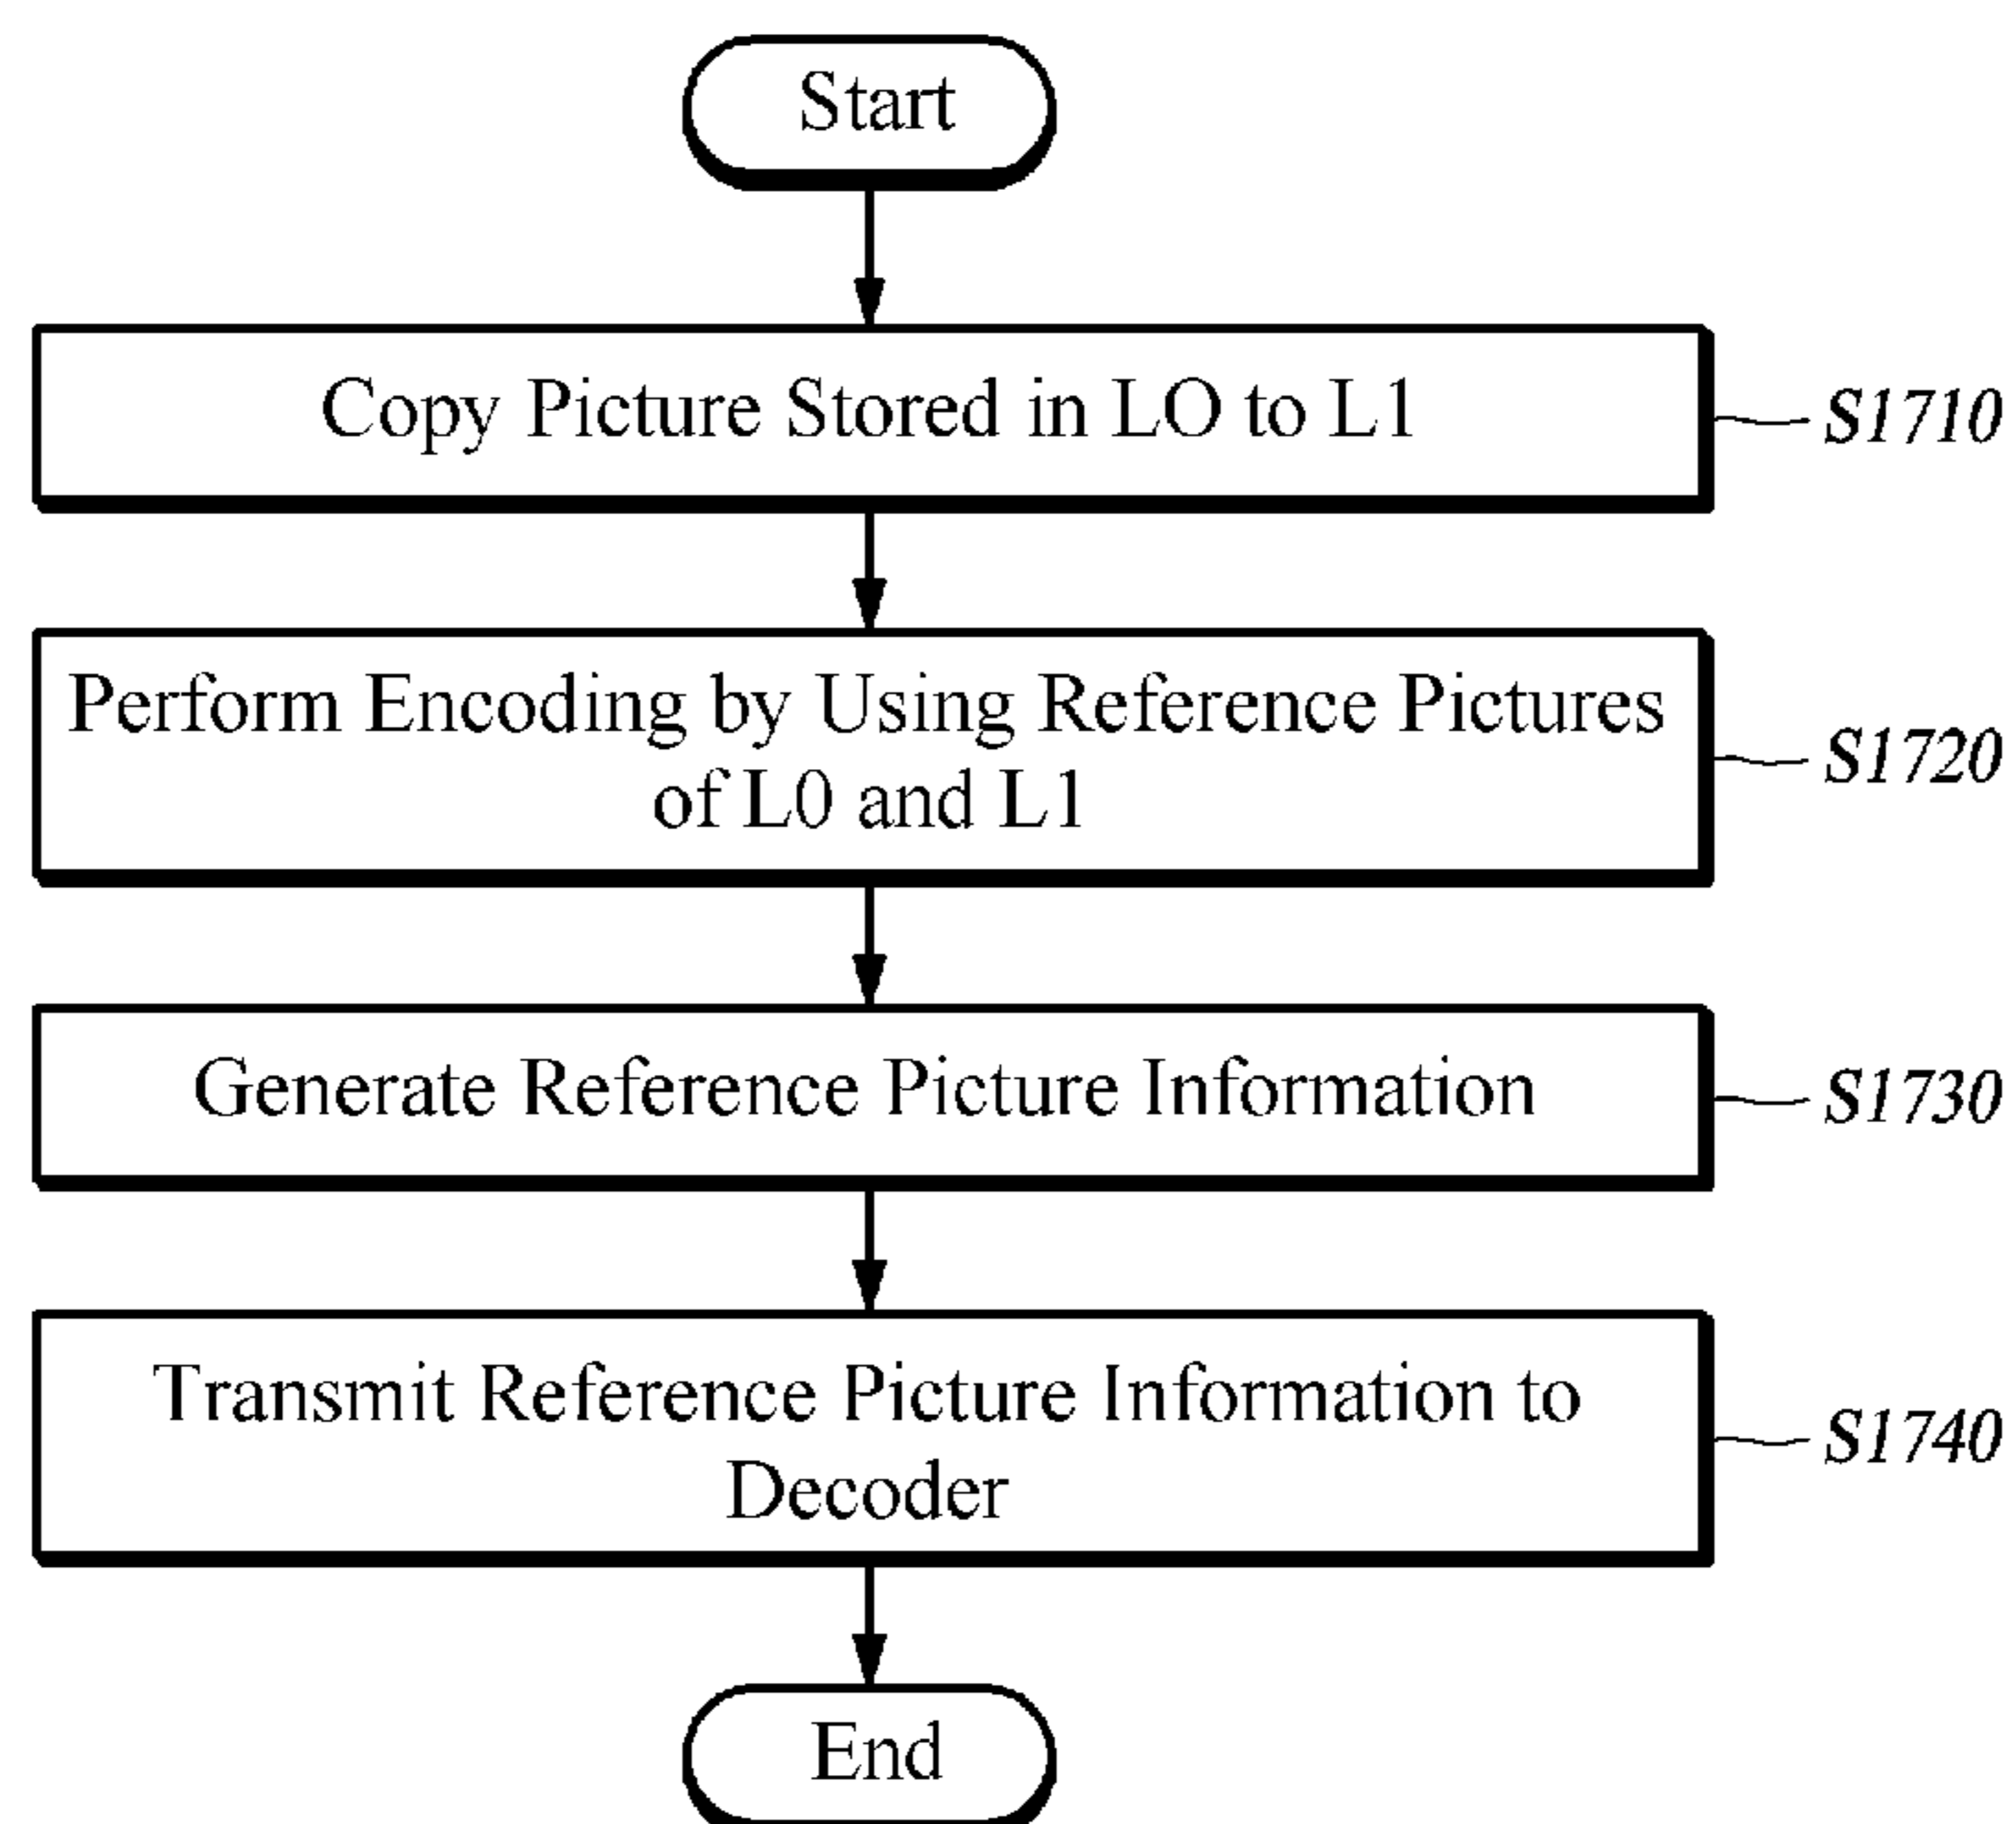 Start
Copy Picture Stored in LO to L1
S1710
Perform Encoding by Using Reference Pictures
of L0 and L1
S1720
Generate Reference Picture Information
S1730
Transmit Reference Picture Information to
Decoder
S1740
End